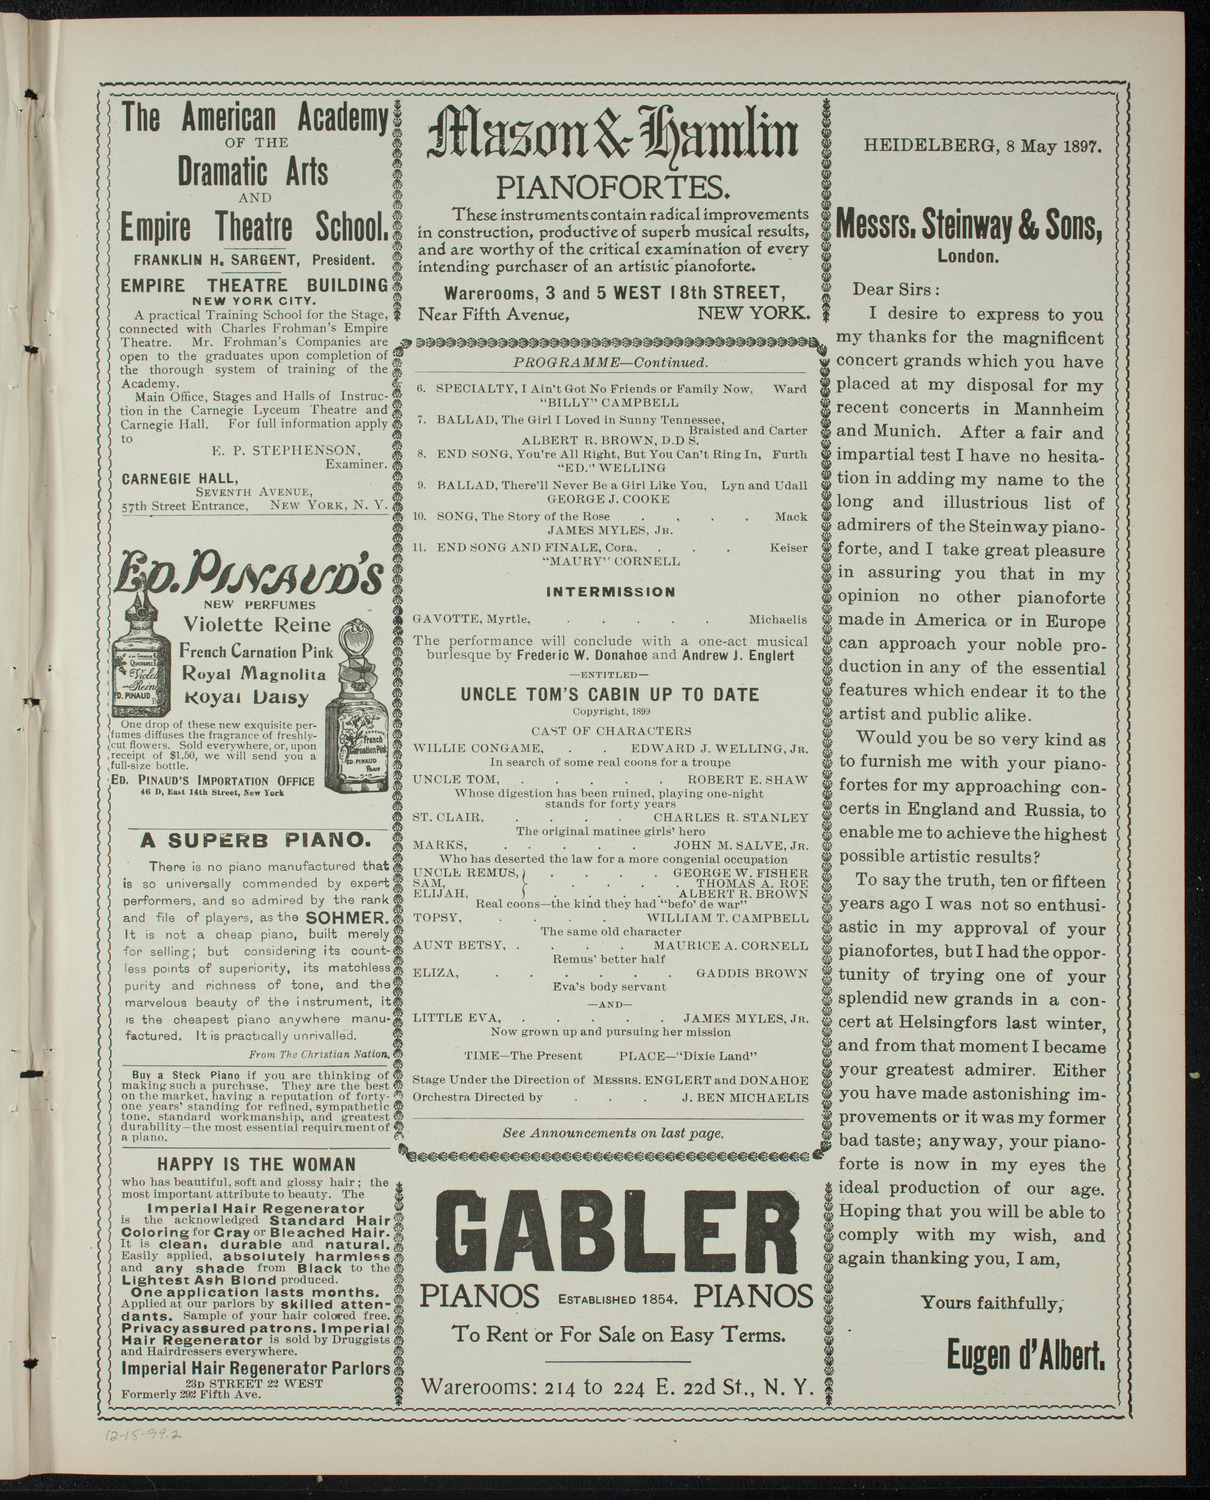 The American Academy
OF THE
Dramatic Arts
AND
Empire Theatre School.
FRANKLIN H. SARGENT, President.
EMPIRE THEATRE BUILDING
NEW YORK CITY.
A practical Training School for the Stage,
connected with Charles Frohman's Empire
Theatre. Mr. Frohman's Companies are
open to the graduates upon completion of
the thorough system of training of the
Academy.
Main Office, Stages and Halls of Instruc-
tion in the Carnegie Lyceum Theatre and
Carnegie Hall. For full information apply
to
E. P. STEPHENSON,
Examiner.
CARNEGIE HALL,
SEVENTH AVENUE,
57th Street Entrance, NEW YORK, N. Y.
ED. PINAUD'S
NEW PERFUMES
Violette Reine
French Carnation Pink
Royal Magnolita
Royal Daisy
One drop of these new exquisite per-
fumes diffuses the fragrance of freshly-
cut flowers. Sold everywhere, or, upon
receipt of $1.50, we will send you a
full-size bottle.
ED. PINAUD'S IMPORTATION OFFICE
46 D, East 14th Street, New York
A SUPERB PIANO.
There is no piano manufactured that
is so universally commended by expert
performers, and so admired by the rank
and file of players, as the SOHMER.
It is not a cheap piano, built merely
for selling; but considering its count-
less points of superiority, its matchless
purity and richness of tone, and the
marvelous beauty of the instrument, it
is the cheapest piano anywhere manu-
factured. It is practically unrivalled.
From The Christian Nation.
Buy a Steck Piano if you are thinking of
making such a purchase. They are the best
on the market, having a reputation of forty-
one years' standing for refined, sympathetic
tone, standard workmanship, and greatest
durability—the most essential requirement of
a piano.
HAPPY IS THE WOMAN
who has beautiful, soft and glossy hair; the
most important attribute to beauty. The
Imperial Hair Regenerator
is the acknowledged Standard Hair
Coloring for Gray or Bleached Hair.
It is clean, durable and natural.
Easily applied, absolutely harmless
and any shade from Black to the
Lightest Ash Blond produced.
One application lasts months.
Applied at our parlors by skilled atten-
dants. Sample of your hair colored free.
Privacy assured patrons. Imperial
Hair Regenerator is sold by Druggists
and Hairdressers everywhere.
Imperial Hair Regenerator Parlors
23D STREET 22 WEST
Formerly 292 Fifth Ave.
Mason & Hamlin
PIANOFORTES.
These instruments contain radical improvements
in construction, productive of superb musical results,
and are worthy of the critical examination of every
intending purchaser of an artistic pianoforte.
Warerooms, 3 and 5 WEST 18th STREET,
Near Fifth Avenue, NEW YORK.
PROGRAMME—Continued.
6. SPECIALTY, I Ain't Got No Friends or Family Now, Ward
"BILLY" CAMPBELL
7. BALLAD, The Girl I Loved in Sunny Tennessee,
Braisted and Carter
ALBERT R. BROWN, D.D.S.
8. END SONG, You're All Right, But You Can't Ring In, Furth
"ED." WELLING
9. BALLAD, There'll Never Be a Girl Like You, Lyn and Udall
GEORGE J. COOKE
10. SONG, The Story of the Rose . , . . Mack
JAMES MYLES, JR.
11. END SONG AND FINALE, Cora. . . . Keiser
"MAURY" CORNELL
INTERMISSION
GAVOTTE, Myrtle, . . . . . Michaelis
The performance will conclude with a one-act musical
burlesque by Frederic W. Donahoe and Andrew J. Englert
—ENTITLED—
UNCLE TOM'S CABIN UP TO DATE
Copyright, 1899
CAST OF CHARACTERS
WILLIE CONGAME, . . EDWARD J. WELLING, JR.
In search of some real coons for a troupe
UNCLE TOM, . . . . . ROBERT E. SHAW
Whose digestion has been ruined, playing one-night
stands for forty years
ST. CLAIR, . . . . CHARLES R. STANLEY
The original matinee girls' hero
MARKS, . . . . . JOHN M. SALVE, JR.
Who has deserted the law for a more congenial occupation
UNCLE REMUS, . . . . GEORGE W. FISHER
SAM, . . . . THOMAS A. ROE
ELIJAH, . . . . . ALBERT R. BROWN
Real coons—the kind they had "befo' de war"
TOPSY, . . . . WILLIAM T. CAMPBELL
The same old character
AUNT BETSY, . . . . MAURICE A. CORNELL
Remus' better half
ELIZA, . . . . . . GADDIS BROWN
Eva's body servant
—AND—
LITTLE EVA, . . . . . JAMES MYLES, JR.
Now grown up and pursuing her mission
TIME—The Present PLACE—"Dixie Land"
Stage Under the Direction of MESSRS. ENGLERT and DONAHOE
Orchestra Directed by . . . J. BEN MICHAELIS
See Announcements on last page.
GABLER
PIANOS ESTABLISHED 1854. PIANOS
To Rent or For Sale on Easy Terms.
Warerooms: 214 to 224 E. 22d St., N. Y.
HEIDELBERG, 8 May 1897.
Messrs. Steinway & Sons,
London.
Dear Sirs:
I desire to express to you
my thanks for the magnificent
concert grands which you have
placed at my disposal for my
recent concerts in Mannheim
and Munich. After a fair and
impartial test I have no hesita-
tion in adding my name to the
long and illustrious list of
admirers of the Steinway piano-
forte, and I take great pleasure
in assuring you that in my
opinion no other pianoforte
made in America or in Europe
can approach your noble pro-
duction in any of the essential
features which endear it to the
artist and public alike.
Would you be so very kind as
to furnish me with your piano-
fortes for my approaching con-
certs in England and Russia, to
enable me to achieve the highest
possible artistic results?
To say the truth, ten or fifteen
years ago I was not so enthusi-
astic in my approval of your
pianofortes, but I had the oppor-
tunity of trying one of your
splendid new grands in a con-
cert at Helsingfors last winter,
and from that moment I became
your greatest admirer. Either
you have made astonishing im-
provements or it was my former
bad taste; anyway, your piano-
forte is now in my eyes the
ideal production of our age.
Hoping that you will be able to
comply with my wish, and
again thanking you, I am,
Yours faithfully,
Eugen d'Albert.
12-15-99.2